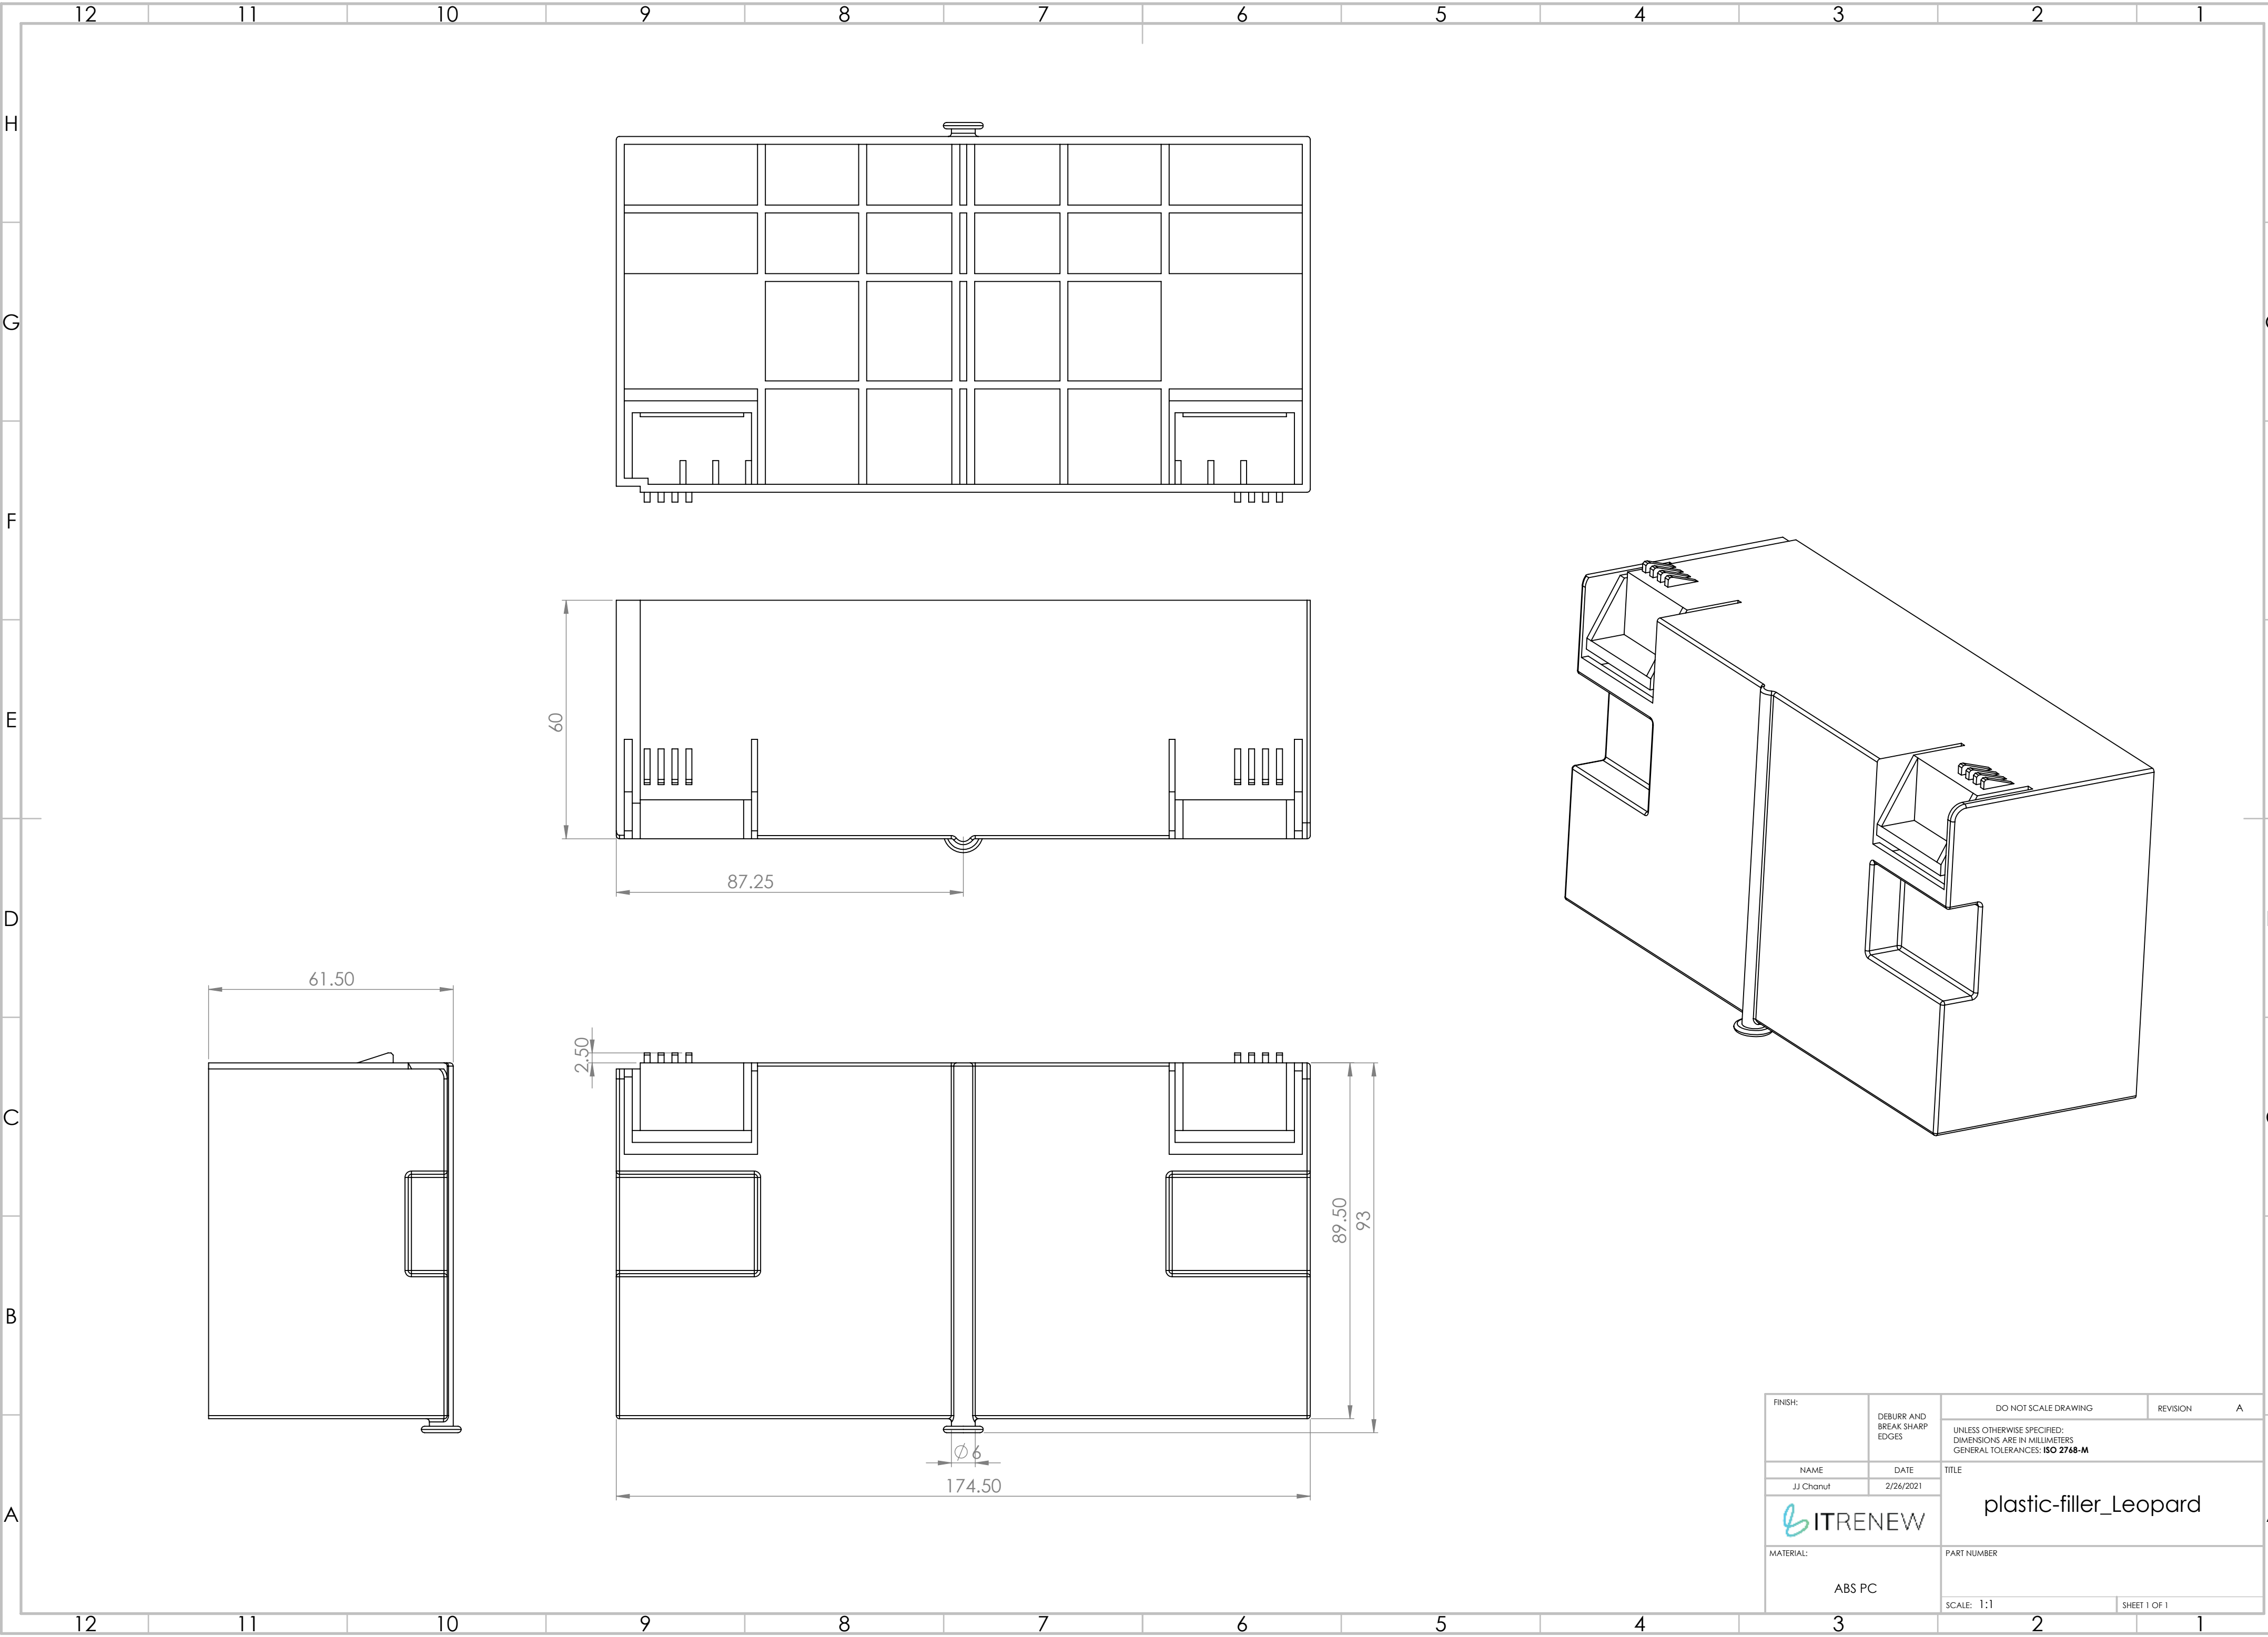 12 11 10 9 8 7 6 5 4 3 2 1
H
G
F
E
D
C
B
A
60
87.25
61.50
2.50
89.50
93
∅6
174.50
FINISH:
DEBURR AND
BREAK SHARP
EDGES
DO NOT SCALE DRAWING
REVISION A
UNLESS OTHERWISE SPECIFIED:
DIMENSIONS ARE IN MILLIMETERS
GENERAL TOLERANCES: ISO 2768-M
NAME DATE
JJ Chanut 2/26/2021
TITLE
plastic-filler_Leopard
ITRENEW
MATERIAL:
ABS PC
PART NUMBER
SCALE: 1:1
SHEET 1 OF 1
12 11 10 9 8 7 6 5 4 3 2 1